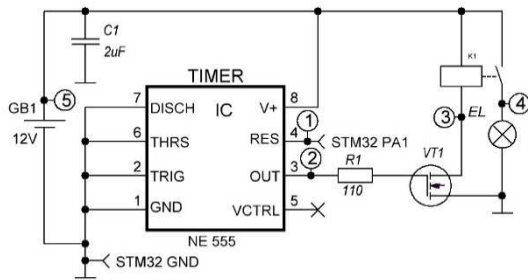 C1
2uF
K1
TIMER
GB1
12V
5
7 DISCH IC V+ 8
1
3 EL
4
6 THRS RES 4 STM32 PA1
2
R1
VT1
2 TRIG OUT 3
110
1 GND VCTRL 5
NE 555
STM32 GND